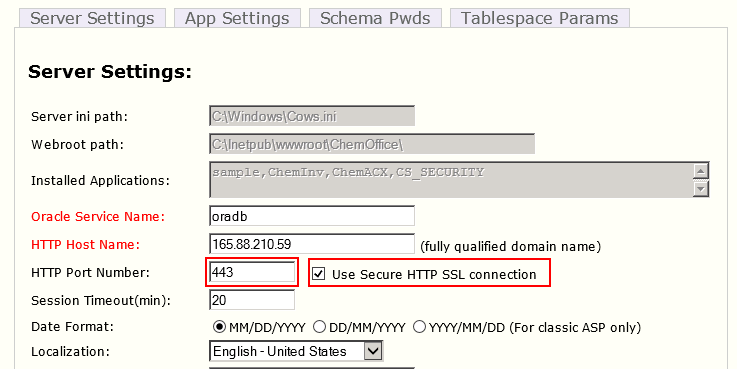 Server Settings App Settings Schema Pwds Tablespace Params
Server Settings:
Server ini path: C:\Windows\Cows.ini
Webroot path: C:\Inetpub\wwwroot\ChemOffice\
Installed Applications: sample,ChemInv,ChemACX,CS_SECURITY
Oracle Service Name: oradb
HTTP Host Name: 165.88.210.59 (fully qualified domain name)
HTTP Port Number: 443 Use Secure HTTP SSL connection
Session Timeout(min): 20
Date Format: MM/DD/YYYY DD/MM/YYYY YYYY/MM/DD (For classic ASP only)
Localization: English - United States